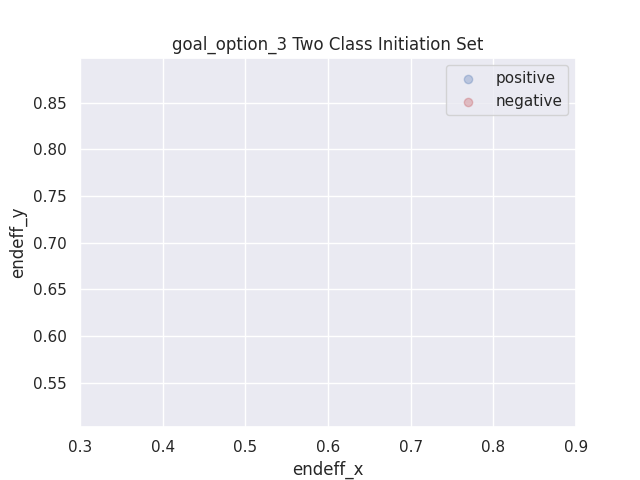 goal_option_3 Two Class Initiation Set
positive
negative
endeff_y
0.85
0.80
0.75
0.70
0.65
0.60
0.55
0.3 0.4 0.5 0.6 0.7 0.8 0.9
endeff_x